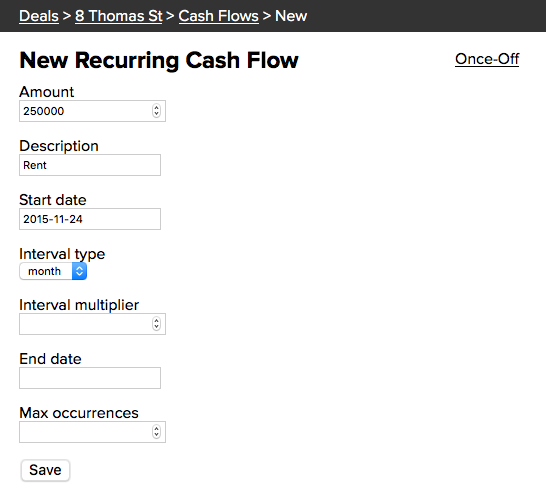 Deals > 8 Thomas St > Cash Flows > New
New Recurring Cash Flow
Once-Off
Amount
250000
Description
Rent
Start date
2015-11-24
Interval type
month
Interval multiplier
End date
Max occurrences
Save